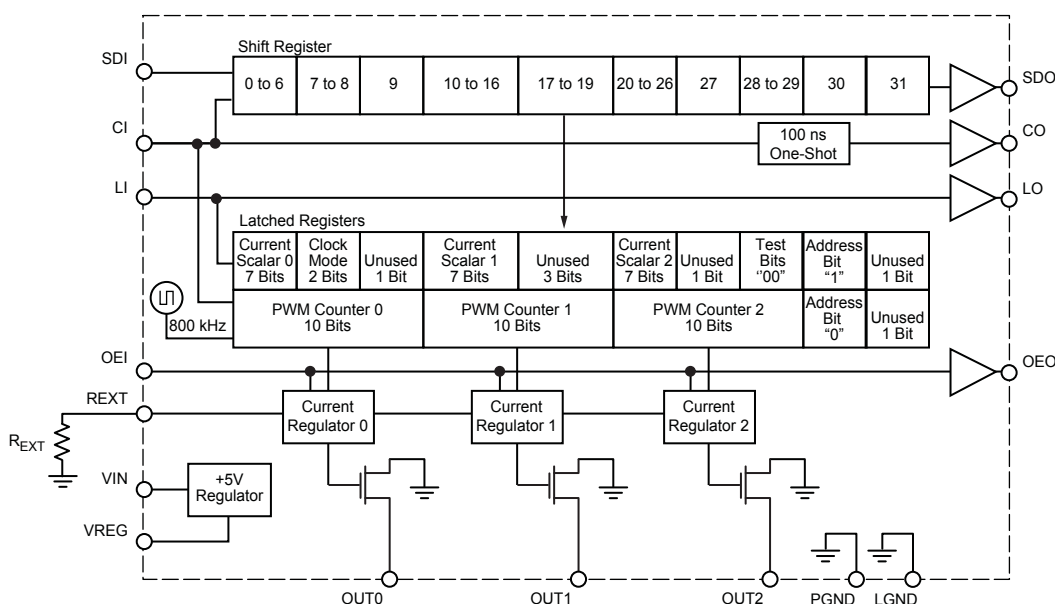 Shift Register
SDI
0 to 6
7 to 8
9
10 to 16
17 to 19
20 to 26
27
28 to 29
30
31
SDO
CI
100 ns
One-Shot
CO
LI
LO
Latched Registers
Current
Scalar 0
7 Bits
Clock
Mode
2 Bits
Unused
1 Bit
Current
Scalar 1
7 Bits
Unused
3 Bits
Current
Scalar 2
7 Bits
Unused
1 Bit
Test
Bits
"00"
Address
Bit
"1"
Unused
1 Bit
800 kHz
PWM Counter 0
10 Bits
PWM Counter 1
10 Bits
PWM Counter 2
10 Bits
Address
Bit
"0"
Unused
1 Bit
OEI
OEO
REXT
Current
Regulator 0
Current
Regulator 1
Current
Regulator 2
REXT
VIN
+5V
Regulator
VREG
OUT0
OUT1
OUT2
PGND
LGND